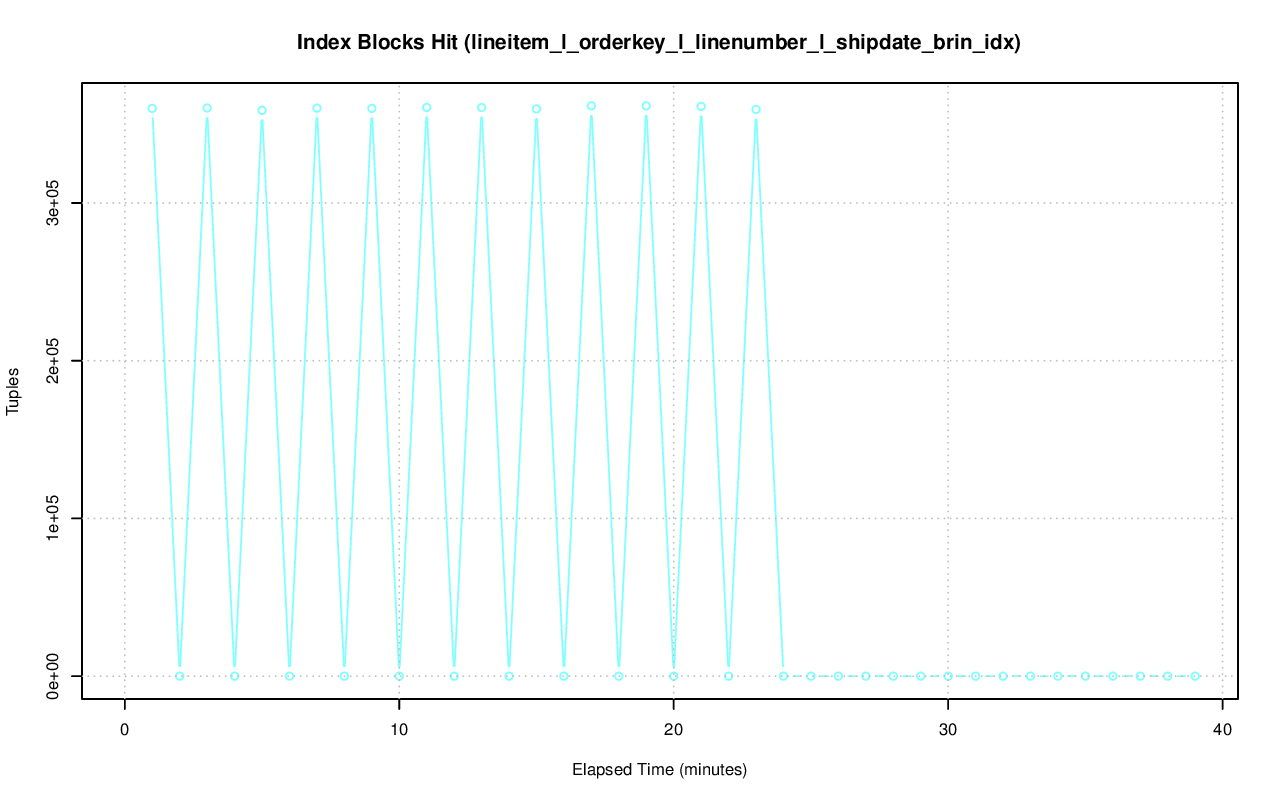 Index Blocks Hit (lineitem_l_orderkey_l_linenumber_l_shipdate_brin_idx)
Tuples
3e+05
2e+05
1e+05
0e+00
0 10 20 30 40
Elapsed Time (minutes)